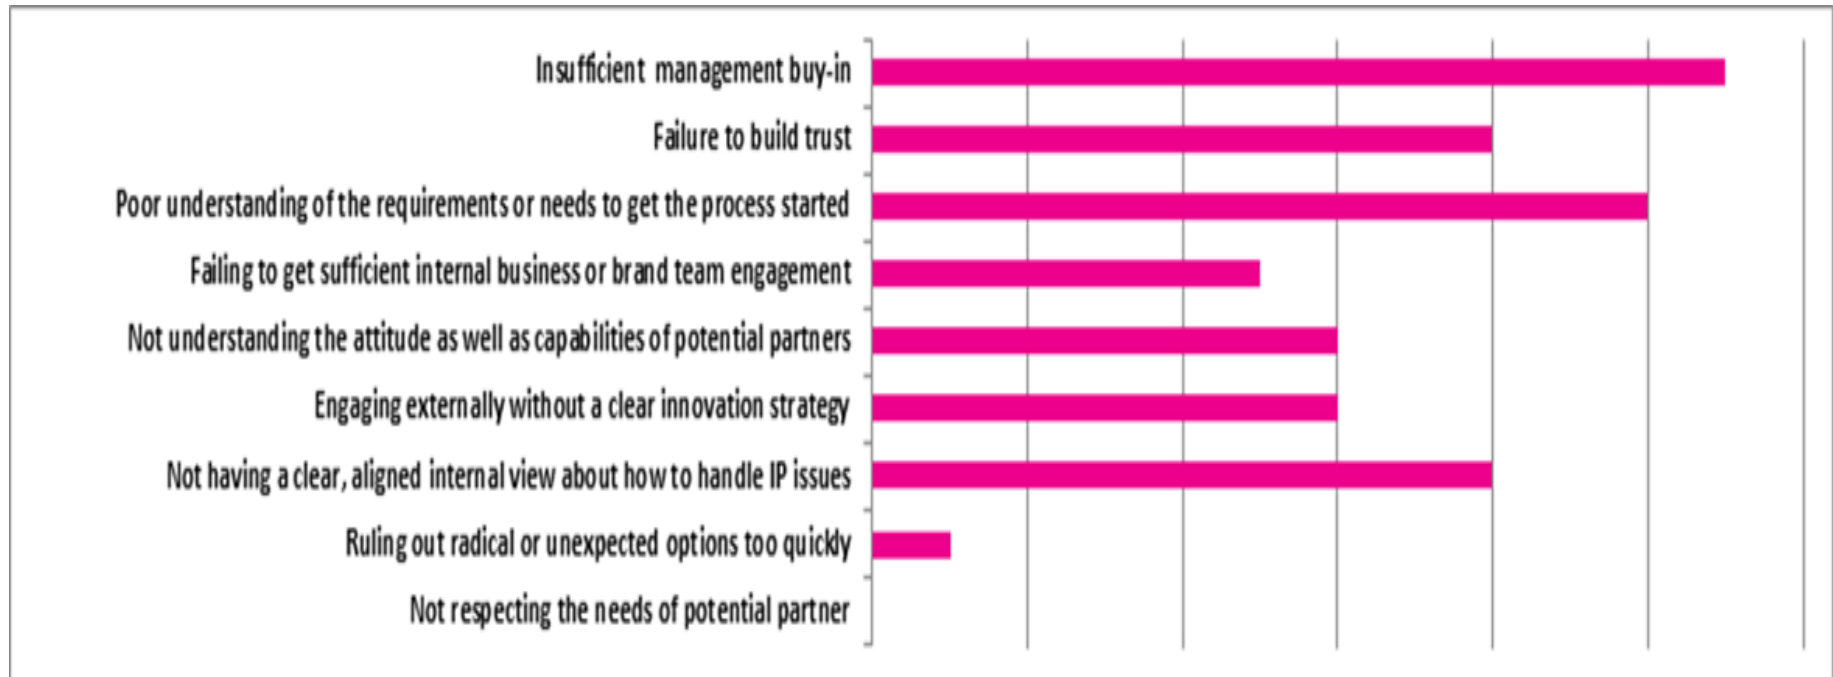 Insufficient management buy-in
Failure to build trust
Poor understanding of the requirements or needs to get the process started
Failing to get sufficient internal business or brand team engagement
Not understanding the attitude as well as capabilities of potential partners
Engaging externally without a clear innovation strategy
Not having a clear, aligned internal view about how to handle IP issues
Ruling out radical or unexpected options too quickly
Not respecting the needs of potential partner